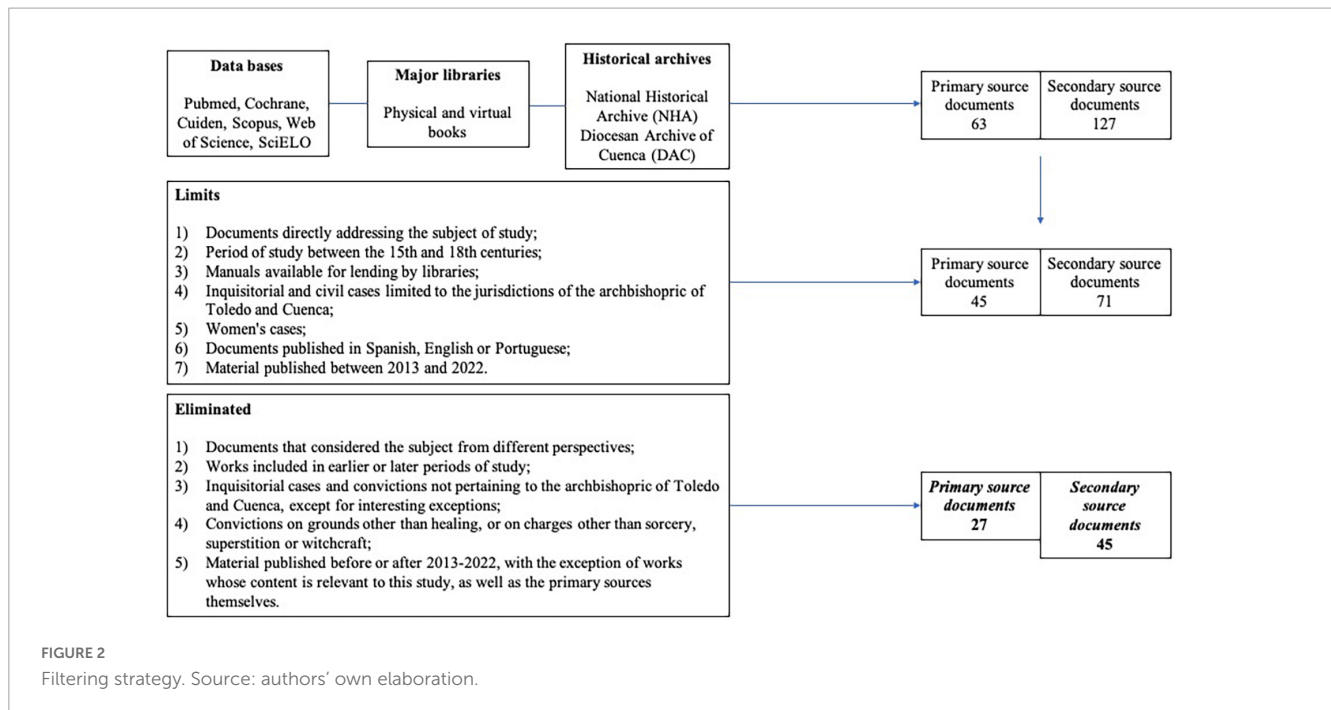 Data bases
Pubmed, Cochrane,
Cuiden, Scopus, Web
of Science, SciELO
Major libraries
Physical and virtual
books
Historical archives
National Historical
Archive (NHA)
Diocesan Archive of
Cuenca (DAC)
Primary source
documents
63
Secondary source
documents
127
Limits
1) Documents directly addressing the subject of study;
2) Period of study between the 15th and 18th centuries;
3) Manuals available for lending by libraries;
4) Inquisitorial and civil cases limited to the jurisdictions of the archbishopric of
Toledo and Cuenca;
5) Women's cases;
6) Documents published in Spanish, English or Portuguese;
7) Material published between 2013 and 2022.
Primary source
documents
45
Secondary source
documents
71
Eliminated
1) Documents that considered the subject from different perspectives;
2) Works included in earlier or later periods of study;
3) Inquisitorial cases and convictions not pertaining to the archbishopric of Toledo
and Cuenca, except for interesting exceptions;
4) Convictions on grounds other than healing, or on charges other than sorcery,
superstition or witchcraft;
5) Material published before or after 2013-2022, with the exception of works
whose content is relevant to this study, as well as the primary sources
themselves.
Primary source
documents
27
Secondary
source
documents
45
FIGURE 2
Filtering strategy. Source: authors' own elaboration.